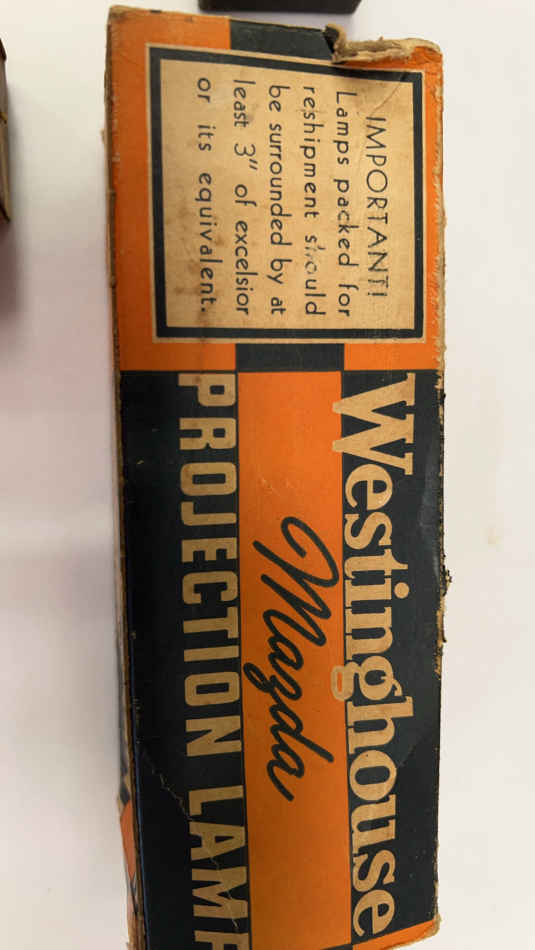 IMPORTANT!
Lamps packed for
reshipment should
be surrounded by at
least 3" of excelsior
or its equivalent.
Westinghouse
Mazda
PROJECTION LAMP